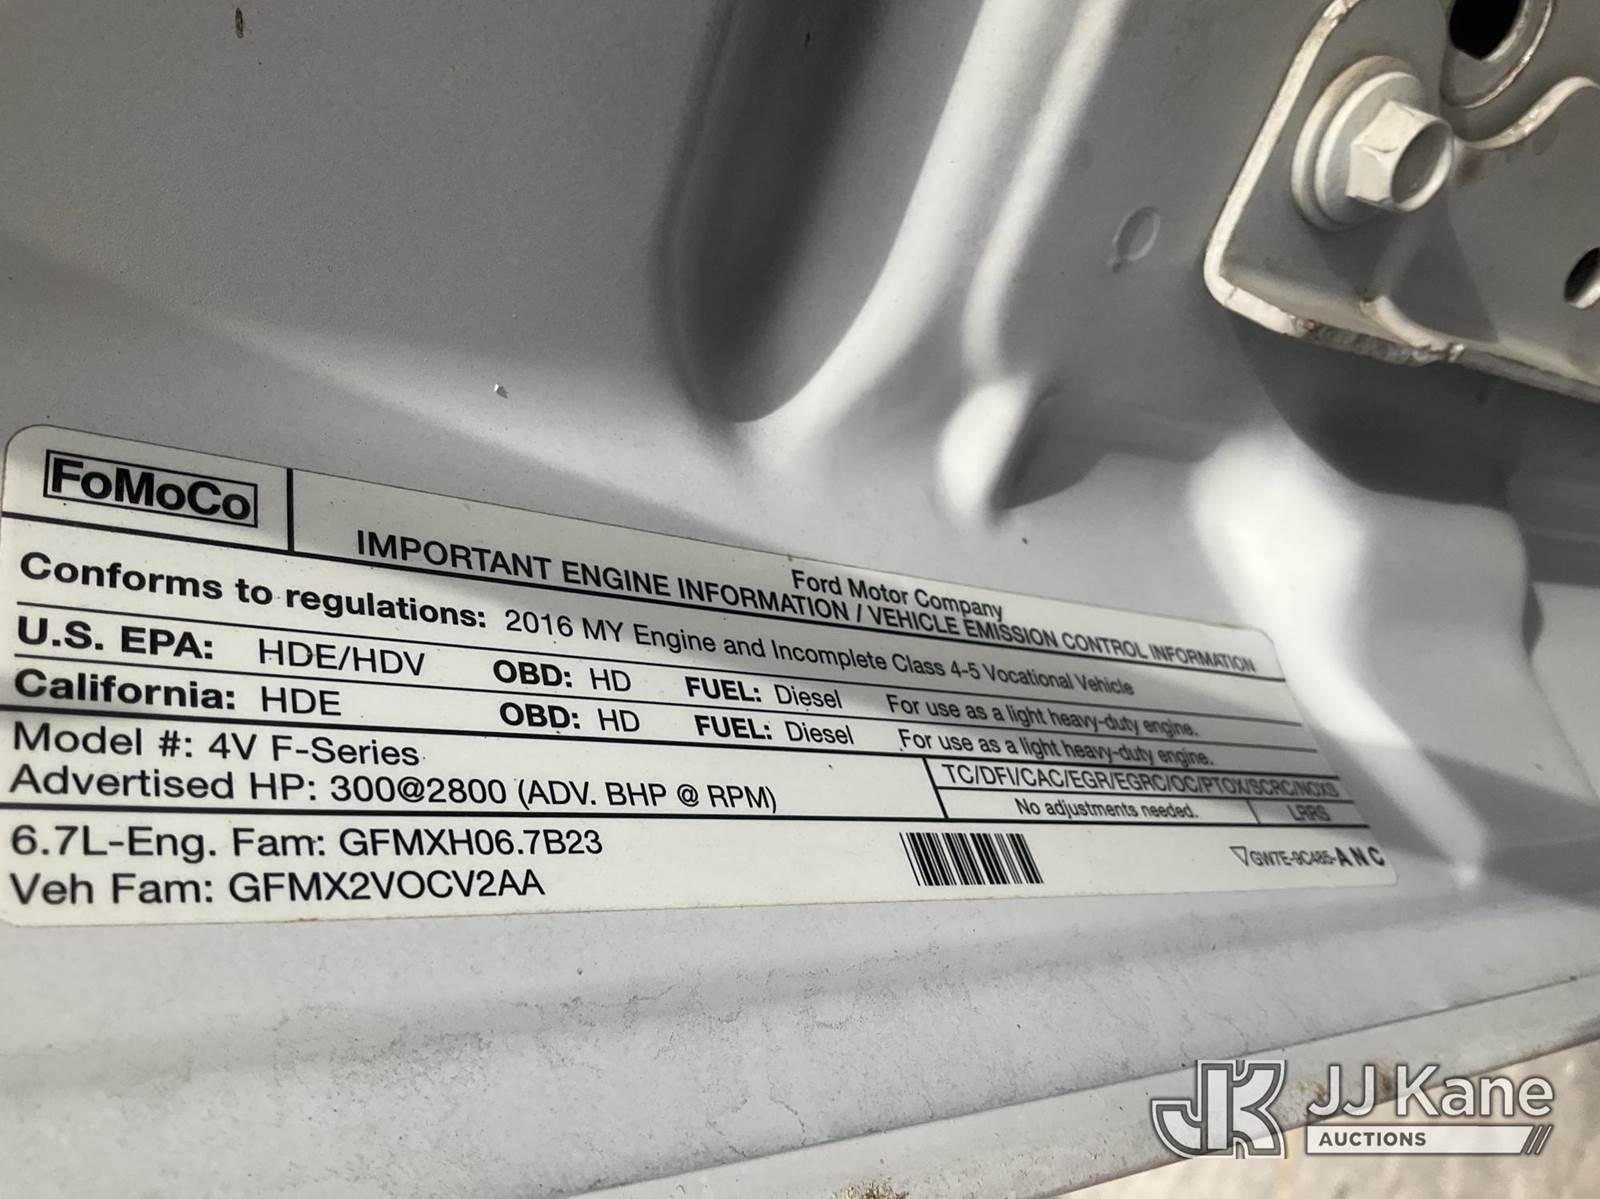 FoMoCo
Ford Motor Company
IMPORTANT ENGINE INFORMATION / VEHICLE EMISSION CONTROL INFORMATION
Conforms to regulations: 2016 MY Engine and Incomplete Class 4-5 Vocational Vehicle
U.S. EPA: HDE/HDV OBD: HD FUEL: Diesel For use as a light heavy-duty engine.
California: HDE OBD: HD FUEL: Diesel For use as a light heavy-duty engine.
Model #: 4V F-Series
TC/DFI/CAC/EGR/EGRC/OC/PTOX/SCRC/NOXS
Advertised HP: 300@2800 (ADV. BHP @ RPM)
No adjustments needed. LRRS
6.7L-Eng. Fam: GFMXH06.7B23
GW7E-9C485-ANC
Veh Fam: GFMX2VOCV2AA
JK JJ Kane
AUCTIONS